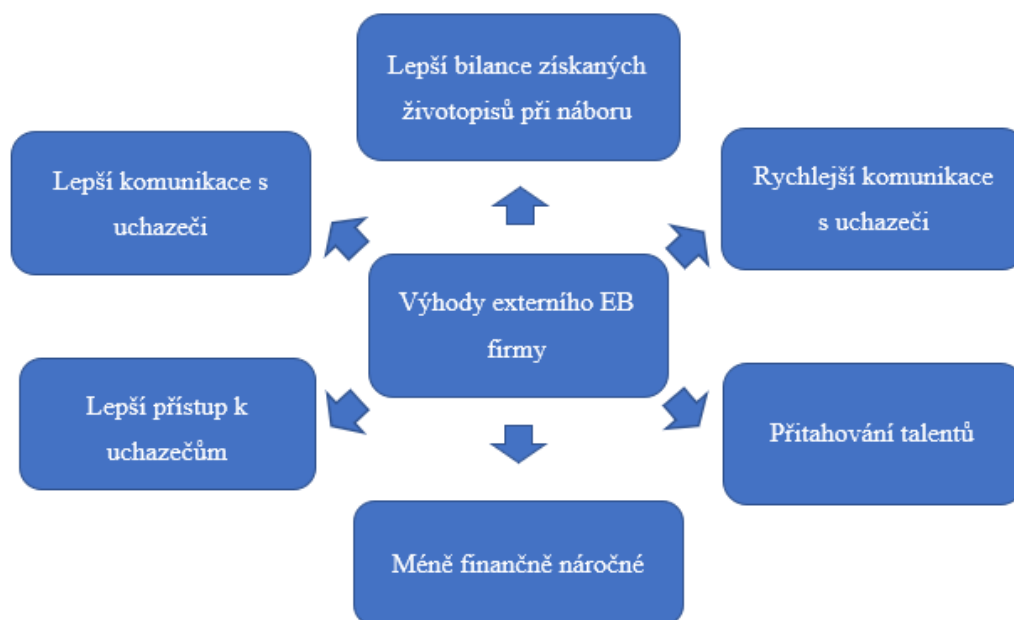 Lepší bilance získaných
životopisů při náboru
Lepší komunikace s
uchazeči
Rychlejší komunikace
s uchazeči
Výhody externího EB
firmy
Lepší přístup k
uchazečům
Přitahování talentů
Méně finančně náročné